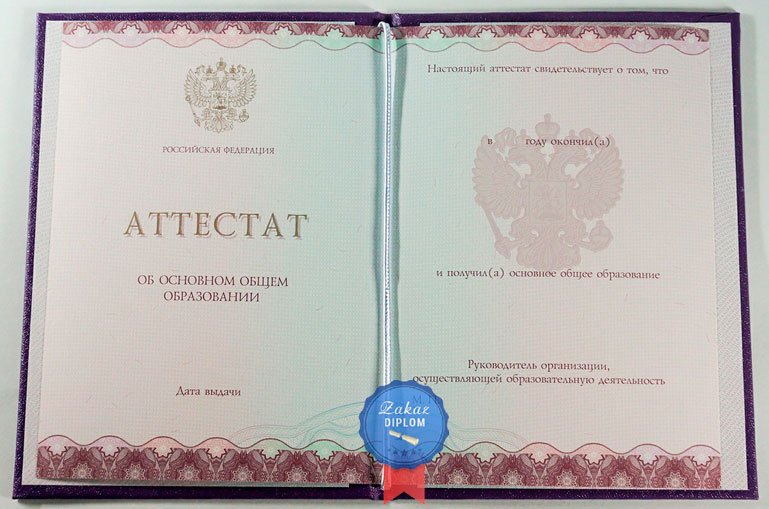 РОССИЙСКАЯ ФЕДЕРАЦИЯ
АТТЕСТАТ
ОБ ОСНОВНОМ ОБЩЕМ
ОБРАЗОВАНИИ
Дата выдачи
Настоящий аттестат свидетельствует о том, что
в году окончил(а)
и получил(а) основное общее образование
Руководитель организации,
осуществляющей образовательную деятельность
Zakaz
DIPLOM